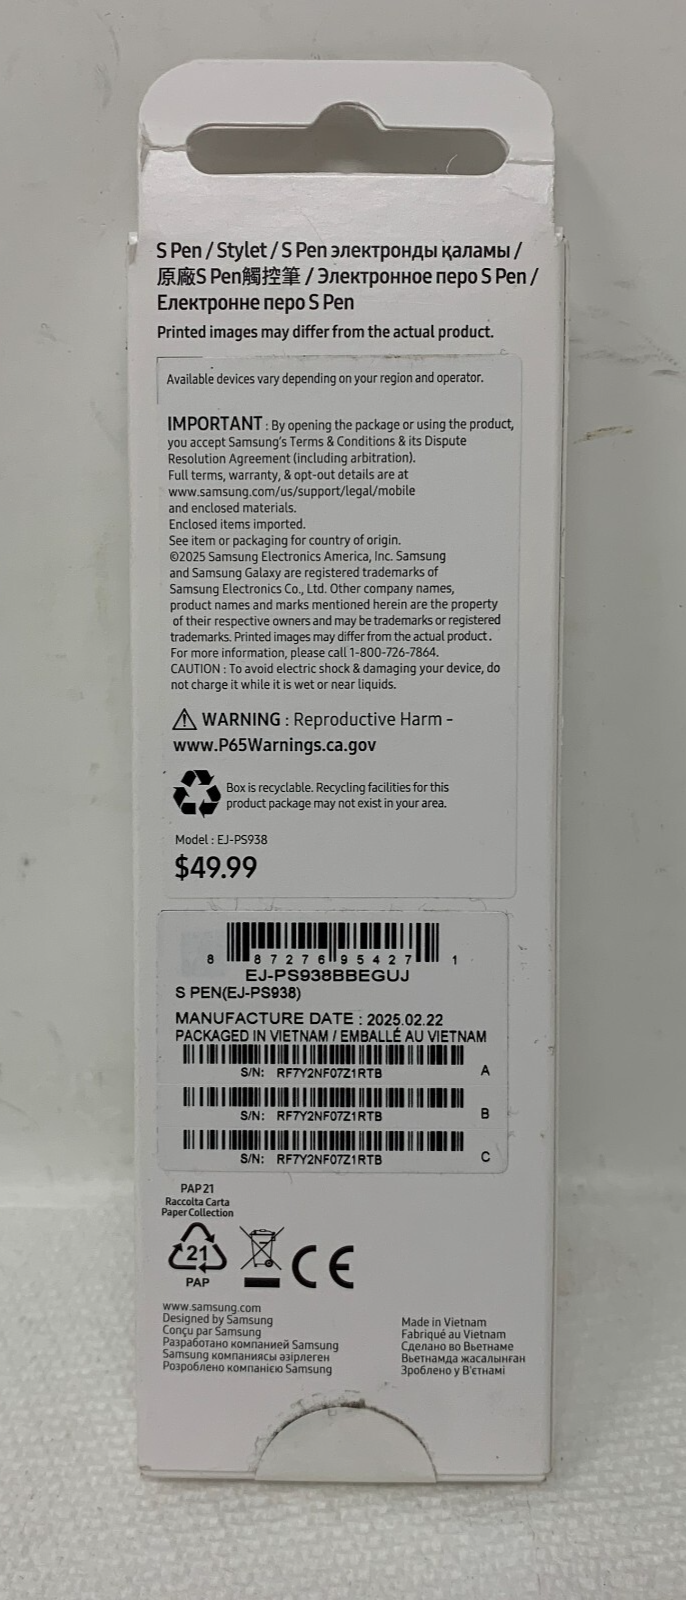 S Pen / Stylet / S Pen электронды қаламы /
原廠S Pen觸控筆 / Электронное перо S Pen /
Електронне перо S Pen
Printed images may differ from the actual product.
Available devices vary depending on your region and operator.
IMPORTANT : By opening the package or using the product,
you accept Samsung's Terms & Conditions & its Dispute
Resolution Agreement (including arbitration).
Full terms, warranty, & opt-out details are at
www.samsung.com/us/support/legal/mobile
and enclosed materials.
Enclosed items imported.
See item or packaging for country of origin.
©2025 Samsung Electronics America, Inc. Samsung
and Samsung Galaxy are registered trademarks of
Samsung Electronics Co., Ltd. Other company names,
product names and marks mentioned herein are the property
of their respective owners and may be trademarks or registered
trademarks. Printed images may differ from the actual product.
For more information, please call 1-800-726-7864.
CAUTION : To avoid electric shock & damaging your device, do
not charge it while it is wet or near liquids.
WARNING : Reproductive Harm -
www.P65Warnings.ca.gov
Box is recyclable. Recycling facilities for this
product package may not exist in your area.
Model : EJ-PS938
$49.99
8 87276 95427 1
EJ-PS938BBEGUJ
S PEN(EJ-PS938)
MANUFACTURE DATE : 2025.02.22
PACKAGED IN VIETNAM / EMBALLÉ AU VIETNAM
S/N: RF7Y2NF07Z1RTB A
S/N: RF7Y2NF07Z1RTB B
S/N: RF7Y2NF07Z1RTB C
PAP 21
Raccolta Carta
Paper Collection
21
PAP
CE
www.samsung.com
Designed by Samsung
Conçu par Samsung
Разработано компанией Samsung
Samsung компаниясы әзірлеген
Розроблено компанією Samsung
Made in Vietnam
Fabriqué au Vietnam
Сделано во Вьетнаме
Вьетнамда жасалынған
Зроблено у В'єтнамі